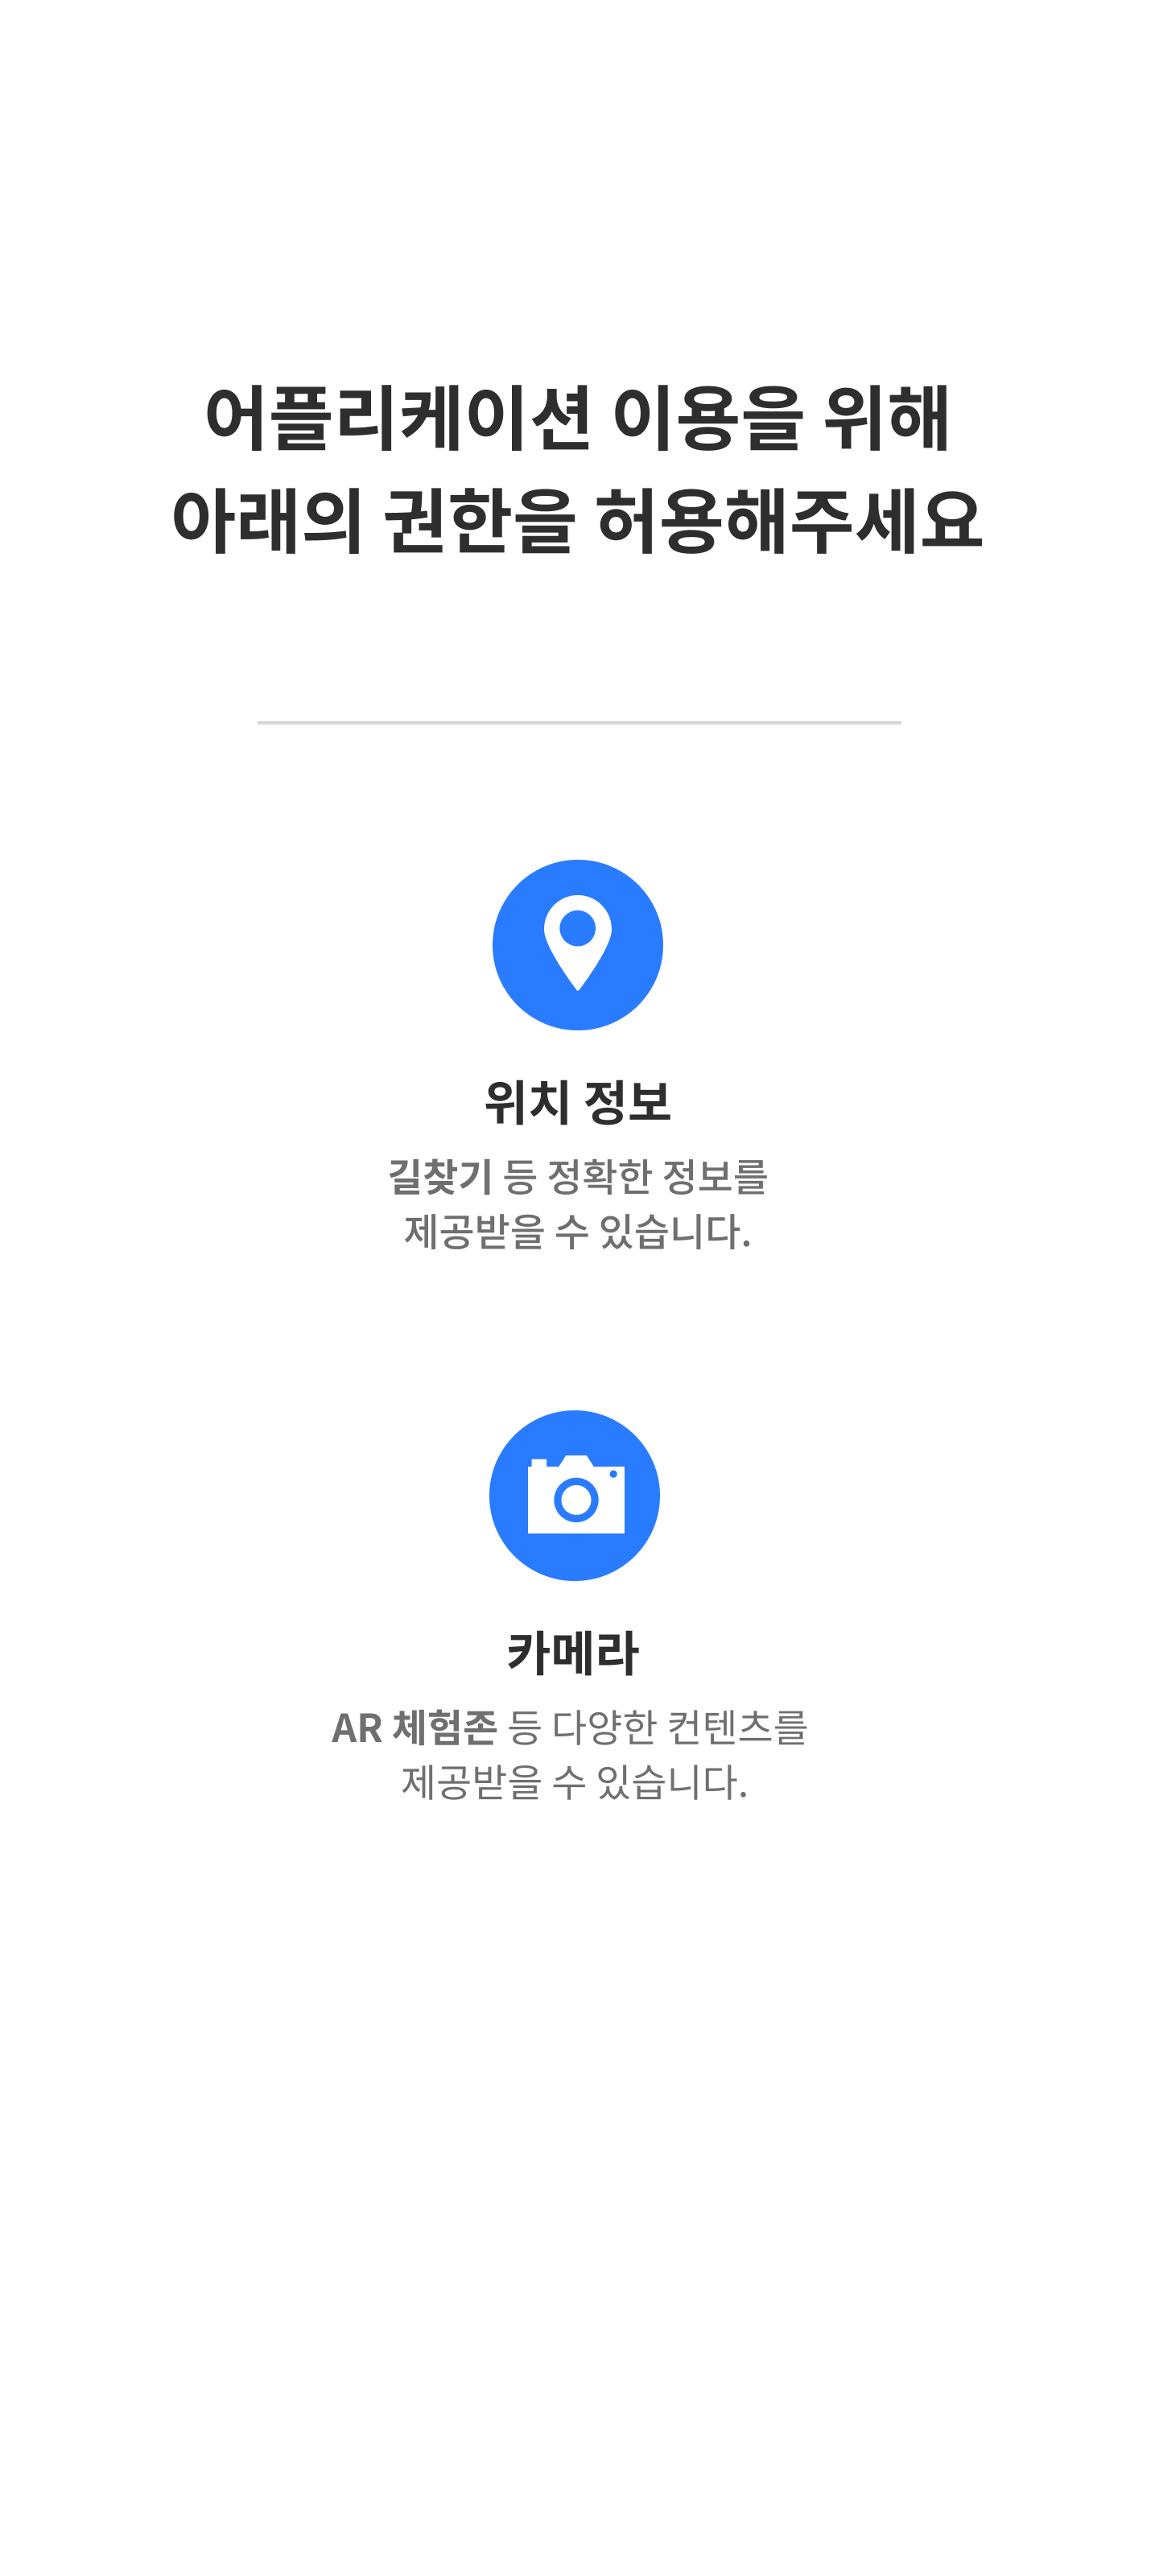 어플리케이션 이용을 위해
아래의 권한을 허용해주세요
위치 정보
길찾기 등 정확한 정보를
제공받을 수 있습니다.
카메라
AR 체험존 등 다양한 컨텐츠를
제공받을 수 있습니다.